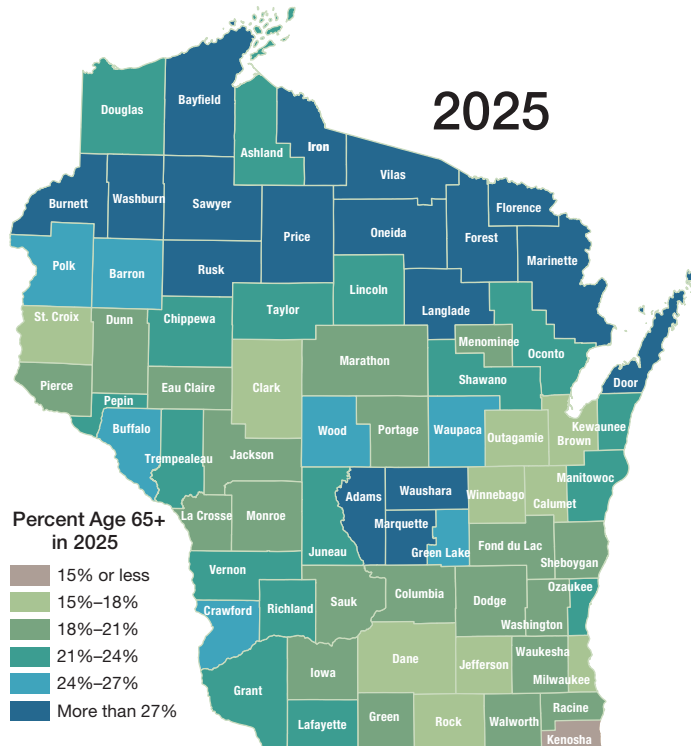 2025
Douglas
Bayfield
Ashland
Iron
Vilas
Burnett
Washburn
Sawyer
Price
Oneida
Forest
Florence
Marinette
Polk
Barron
Rusk
Lincoln
Langlade
Taylor
Chippewa
St. Croix
Dunn
Menominee
Oconto
Marathon
Shawano
Door
Pierce
Pepin
Eau Claire
Clark
Buffalo
Trempealeau
Jackson
Wood
Portage
Waupaca
Outagamie
Brown
Kewaunee
Manitowoc
Calumet
Winnebago
Waushara
Adams
Marquette
Green Lake
La Crosse
Monroe
Juneau
Fond du Lac
Sheboygan
Vernon
Crawford
Richland
Sauk
Columbia
Dodge
Ozaukee
Washington
Grant
Iowa
Dane
Jefferson
Waukesha
Milwaukee
Lafayette
Green
Rock
Walworth
Racine
Kenosha
Percent Age 65+
in 2025
15% or less
15%–18%
18%–21%
21%–24%
24%–27%
More than 27%